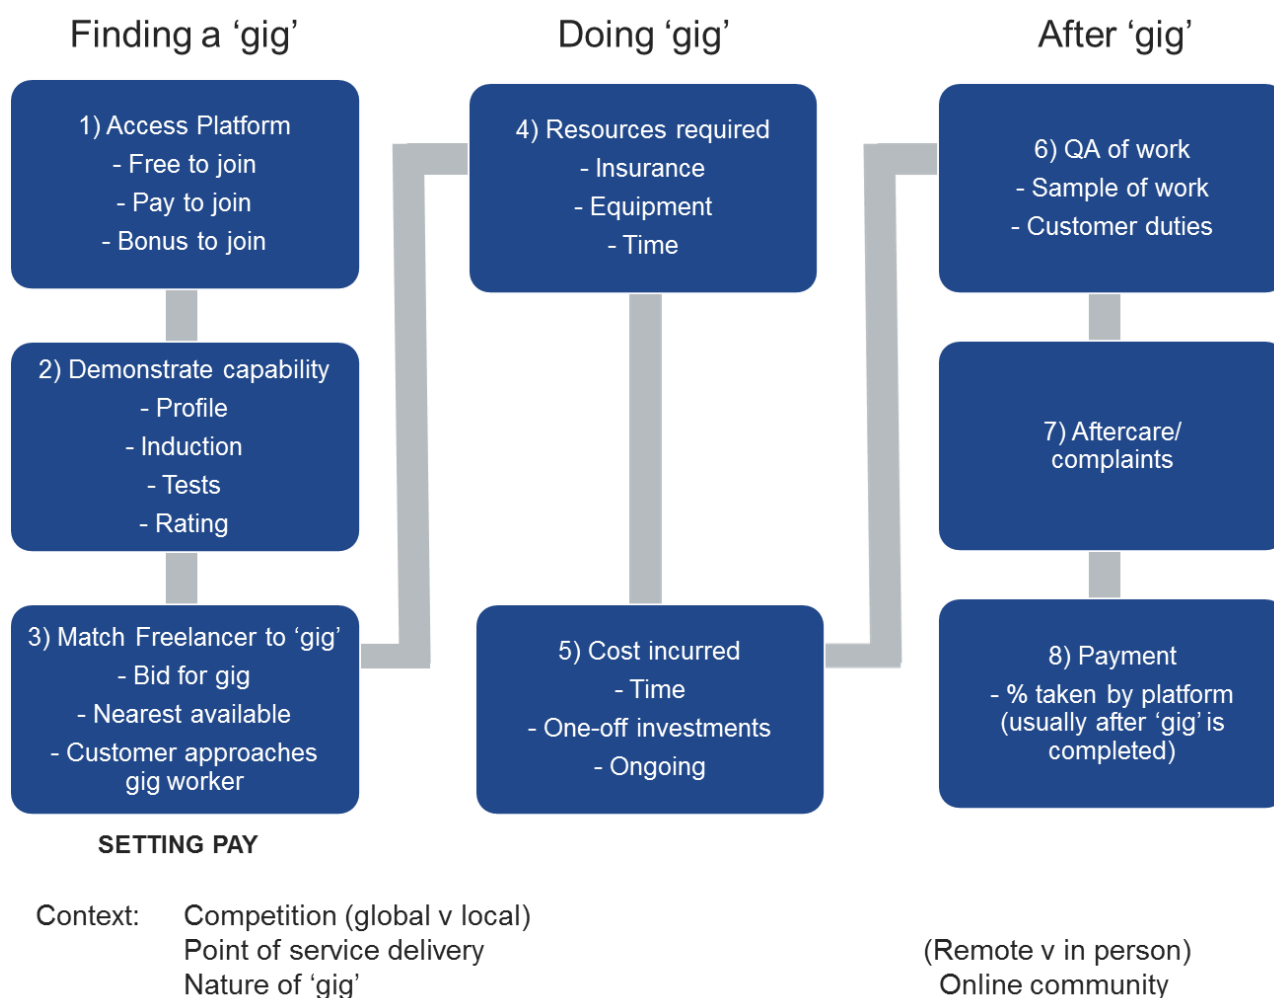 Finding a ‘gig’
1) Access Platform
- Free to join
- Pay to join
- Bonus to join
2) Demonstrate capability
- Profile
- Induction
- Tests
- Rating
3) Match Freelancer to ‘gig’
- Bid for gig
- Nearest available
- Customer approaches
gig worker
SETTING PAY
Doing ‘gig’
4) Resources required
- Insurance
- Equipment
- Time
5) Cost incurred
- Time
- One-off investments
- Ongoing
After ‘gig’
6) QA of work
- Sample of work
- Customer duties
7) Aftercare/
complaints
8) Payment
- % taken by platform
(usually after ‘gig’ is
completed)
Context: Competition (global v local)
Point of service delivery (Remote v in person)
Nature of ‘gig’ Online community